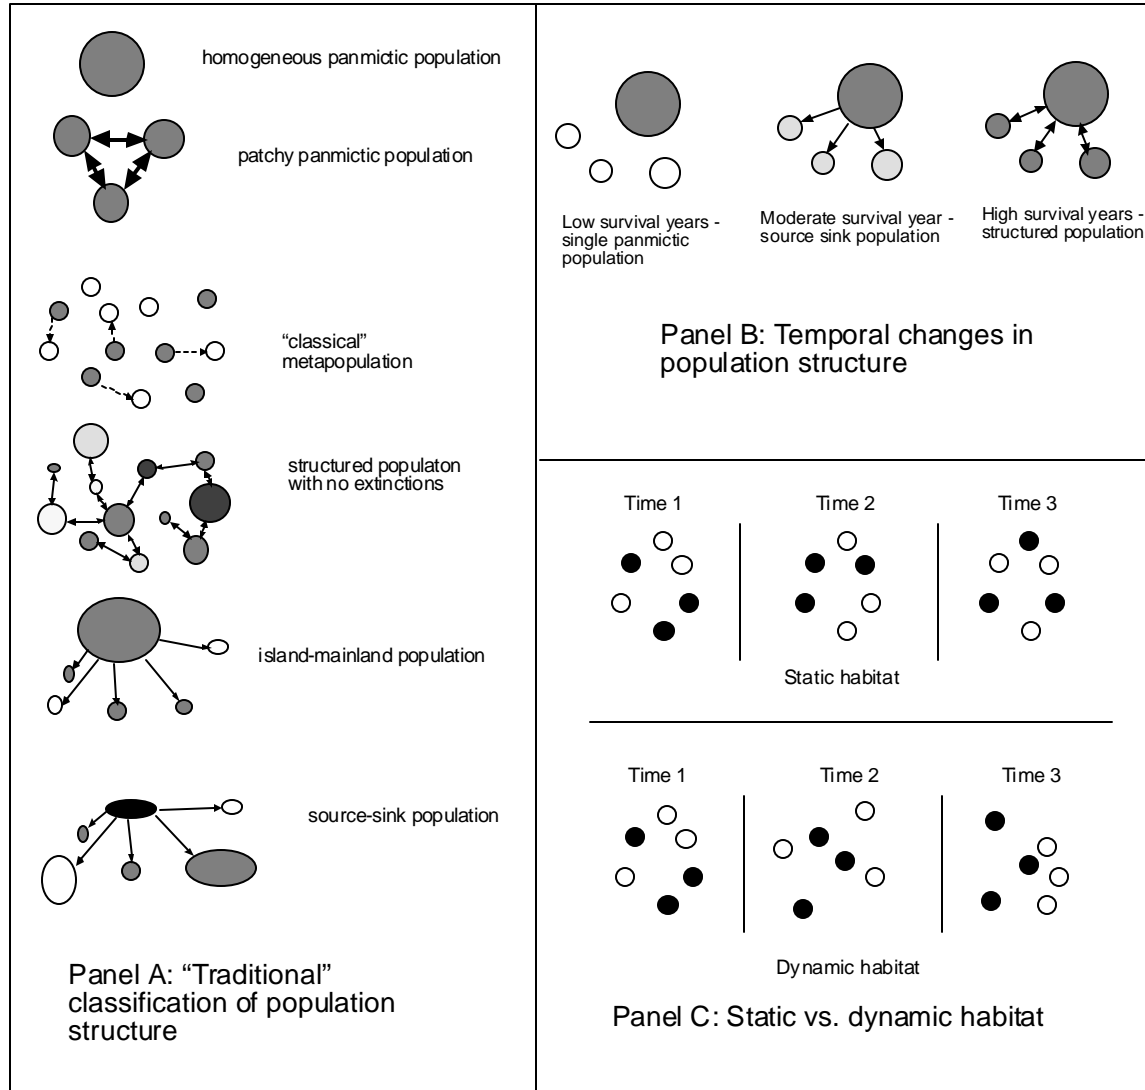 homogeneous panmictic population
patchy panmictic population
“classical”
metapopulation
structured populaton
with no extinctions
island-mainland population
source-sink population
Panel A: “Traditional”
classification of population
structure
Low survival years -
single panmictic
population
Moderate survival year -
source sink population
High survival years -
structured population
Panel B: Temporal changes in
population structure
Time 1
Time 2
Time 3
Static habitat
Time 1
Time 2
Time 3
Dynamic habitat
Panel C: Static vs. dynamic habitat